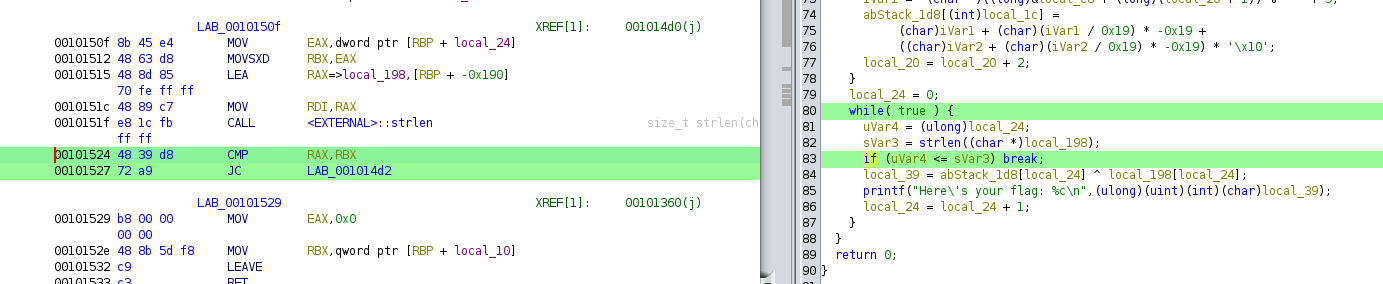 LAB_0010150f XREF[1]: 001014d0(j)
0010150f 8b 45 e4 MOV EAX,dword ptr [RBP + local_24]
00101512 48 63 d8 MOVSXD RBX,EAX
00101515 48 8d 85 LEA RAX=>local_198,[RBP + -0x190]
70 fe ff ff
0010151c 48 89 c7 MOV RDI,RAX
0010151f e8 1c fb CALL <EXTERNAL>::strlen size_t strlen(ch
ff ff
00101524 48 39 d8 CMP RAX,RBX
00101527 72 a9 JC LAB_001014d2
LAB_00101529 XREF[1]: 00101360(j)
00101529 b8 00 00 MOV EAX,0x0
00 00
0010152e 48 8b 5d f8 MOV RBX,qword ptr [RBP + local_10]
00101532 c9 LEAVE
00101533 c3 RET
74 abStack_1d8[(int)local_1c] =
75 (char)iVar1 + (char)(iVar1 / 0x19) * -0x19 +
76 ((char)iVar2 + (char)(iVar2 / 0x19) * -0x19) * '\x10';
77 local_20 = local_20 + 2;
78 }
79 local_24 = 0;
80 while( true ) {
81 uVar4 = (ulong)local_24;
82 sVar3 = strlen((char *)local_198);
83 if (uVar4 <= sVar3) break;
84 local_39 = abStack_1d8[local_24] ^ local_198[local_24];
85 printf("Here\'s your flag: %c\n",(ulong)(uint)(int)(char)local_39);
86 local_24 = local_24 + 1;
87 }
88 }
89 return 0;
90 }